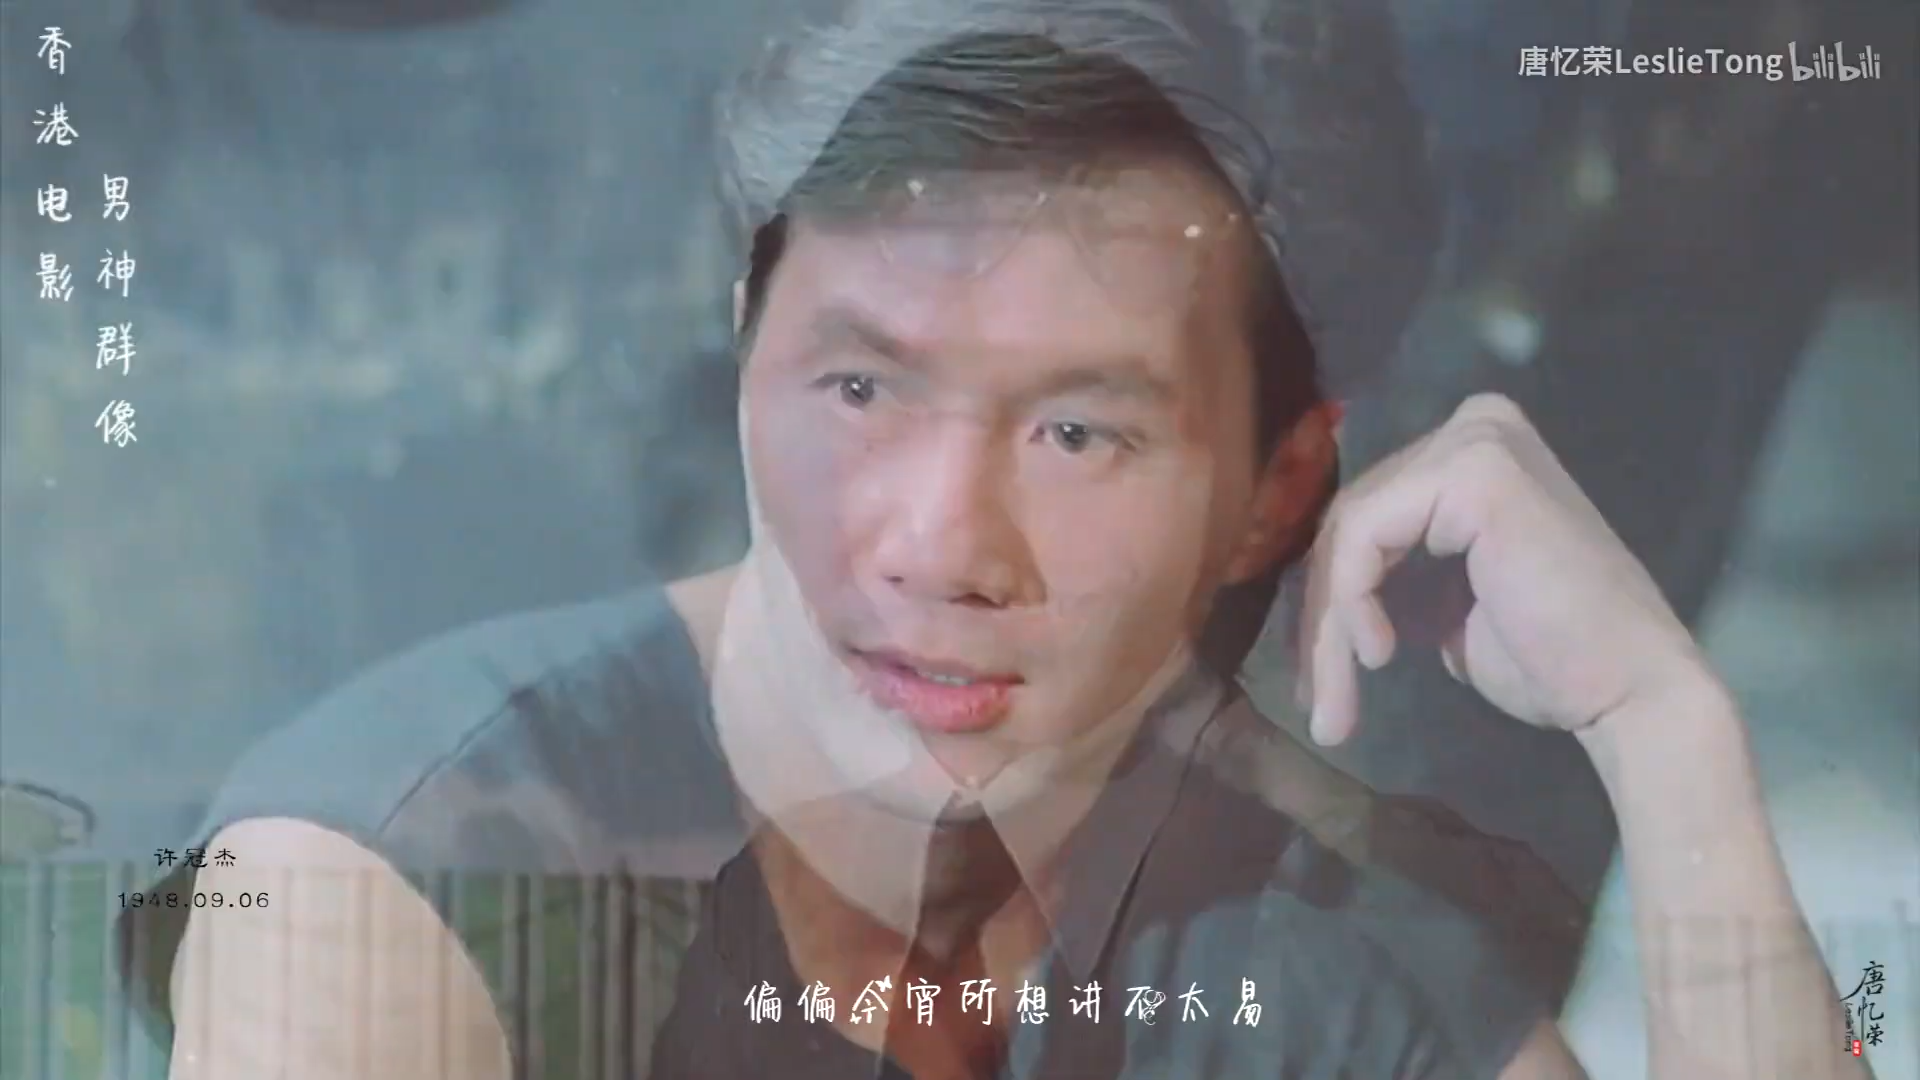 香港电影
男神群像
唐忆荣LeslieTong bilibili
许冠杰
1948.09.06
偏偏今宵所想讲不太易
唐忆荣